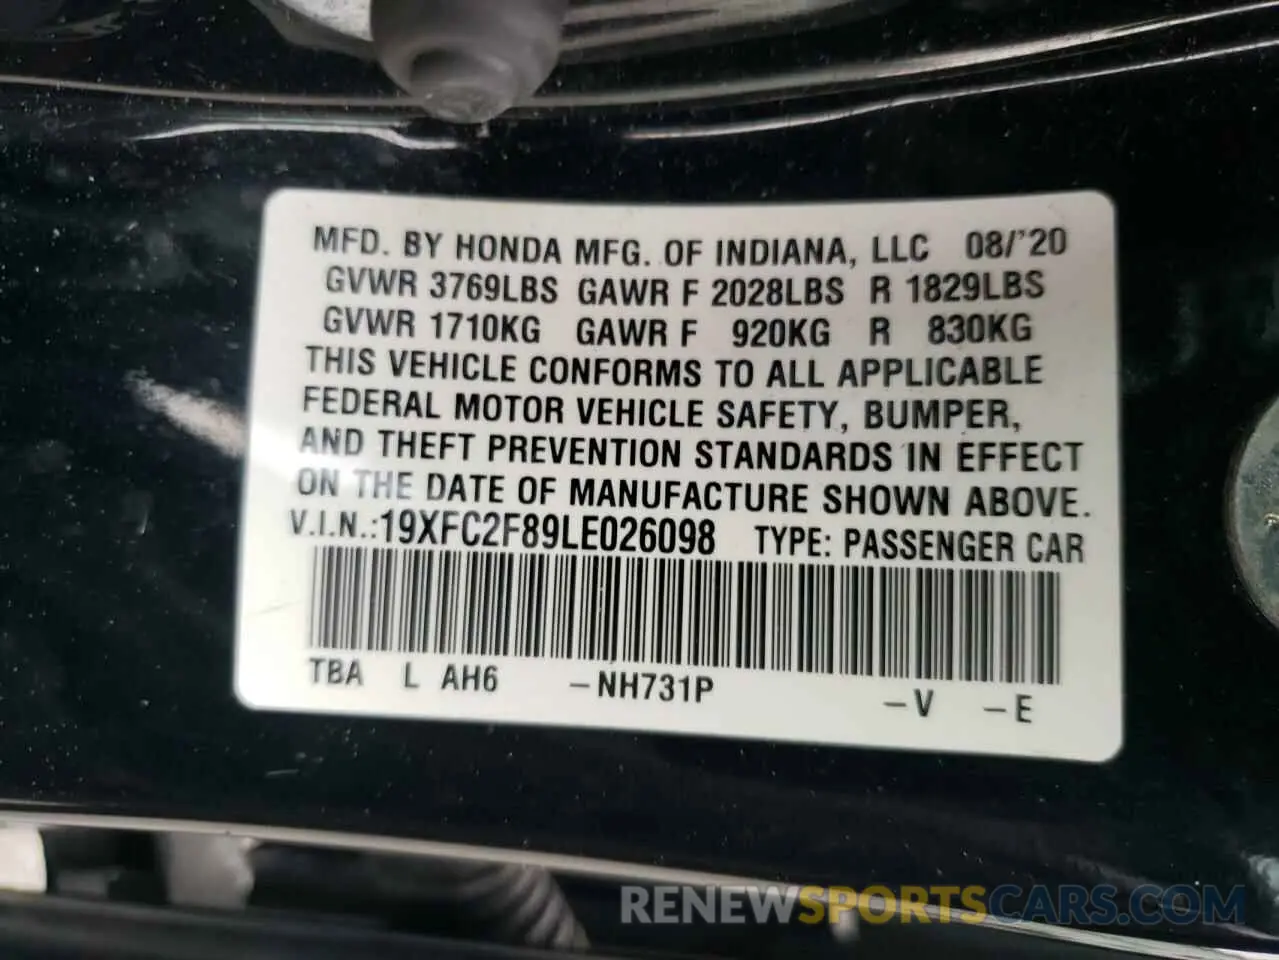 MFD. BY HONDA MFG. OF INDIANA, LLC 08/'20
GVWR 3769LBS GAWR F 2028LBS R 1829LBS
GVWR 1710KG GAWR F 920KG R 830KG
THIS VEHICLE CONFORMS TO ALL APPLICABLE
FEDERAL MOTOR VEHICLE SAFETY, BUMPER,
AND THEFT PREVENTION STANDARDS IN EFFECT
ON THE DATE OF MANUFACTURE SHOWN ABOVE.
V.I.N.:19XFC2F89LE026098 TYPE: PASSENGER CAR
TBA L AH6 -NH731P -V -E
RENEWSPORTSCARS.COM